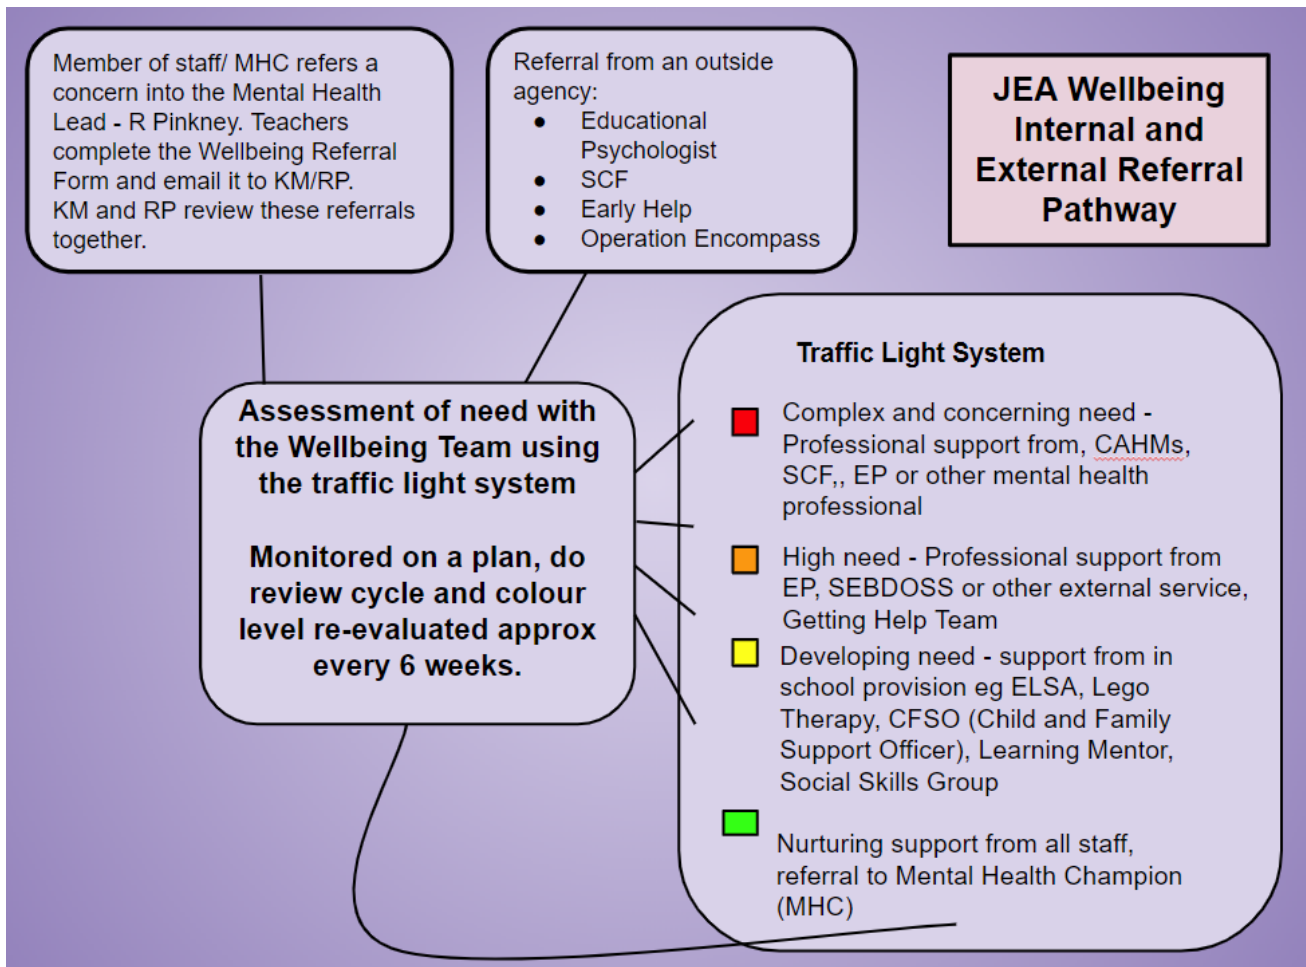 Member of staff/ MHC refers a
concern into the Mental Health
Lead - R Pinkney. Teachers
complete the Wellbeing Referral
Form and email it to KM/RP.
KM and RP review these referrals
together.
Referral from an outside
agency:
● Educational
Psychologist
● SCF
● Early Help
● Operation Encompass
JEA Wellbeing
Internal and
External Referral
Pathway
Assessment of need with
the Wellbeing Team using
the traffic light system
Monitored on a plan, do
review cycle and colour
level re-evaluated approx
every 6 weeks.
Traffic Light System
Complex and concerning need -
Professional support from, CAHMs,
SCF,, EP or other mental health
professional
High need - Professional support from
EP, SEBDOSS or other external service,
Getting Help Team
Developing need - support from in
school provision eg ELSA, Lego
Therapy, CFSO (Child and Family
Support Officer), Learning Mentor,
Social Skills Group
Nurturing support from all staff,
referral to Mental Health Champion
(MHC)